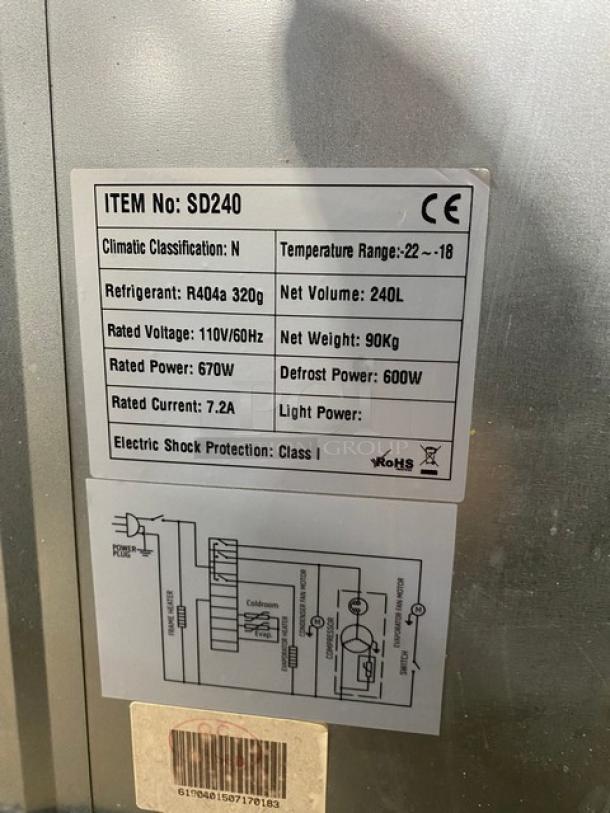 ITEM No: SD240
CE
Climatic Classification: N
Temperature Range:-22 ~ -18
Refrigerant: R404a 320g
Net Volume: 240L
Rated Voltage: 110V/60Hz
Net Weight: 90Kg
Rated Power: 670W
Defrost Power: 600W
Rated Current: 7.2A
Light Power:
Electric Shock Protection: Class I
RoHS
GROUP
POWER
PLUG
FRAME HEATER
Coldroom
Evap.
EVAPORATOR HEATER
CONDENSER FAN MOTOR
M
COMPRESSOR
EVAPORATOR FAN MOTOR
M
SWITCH
6190401507170183